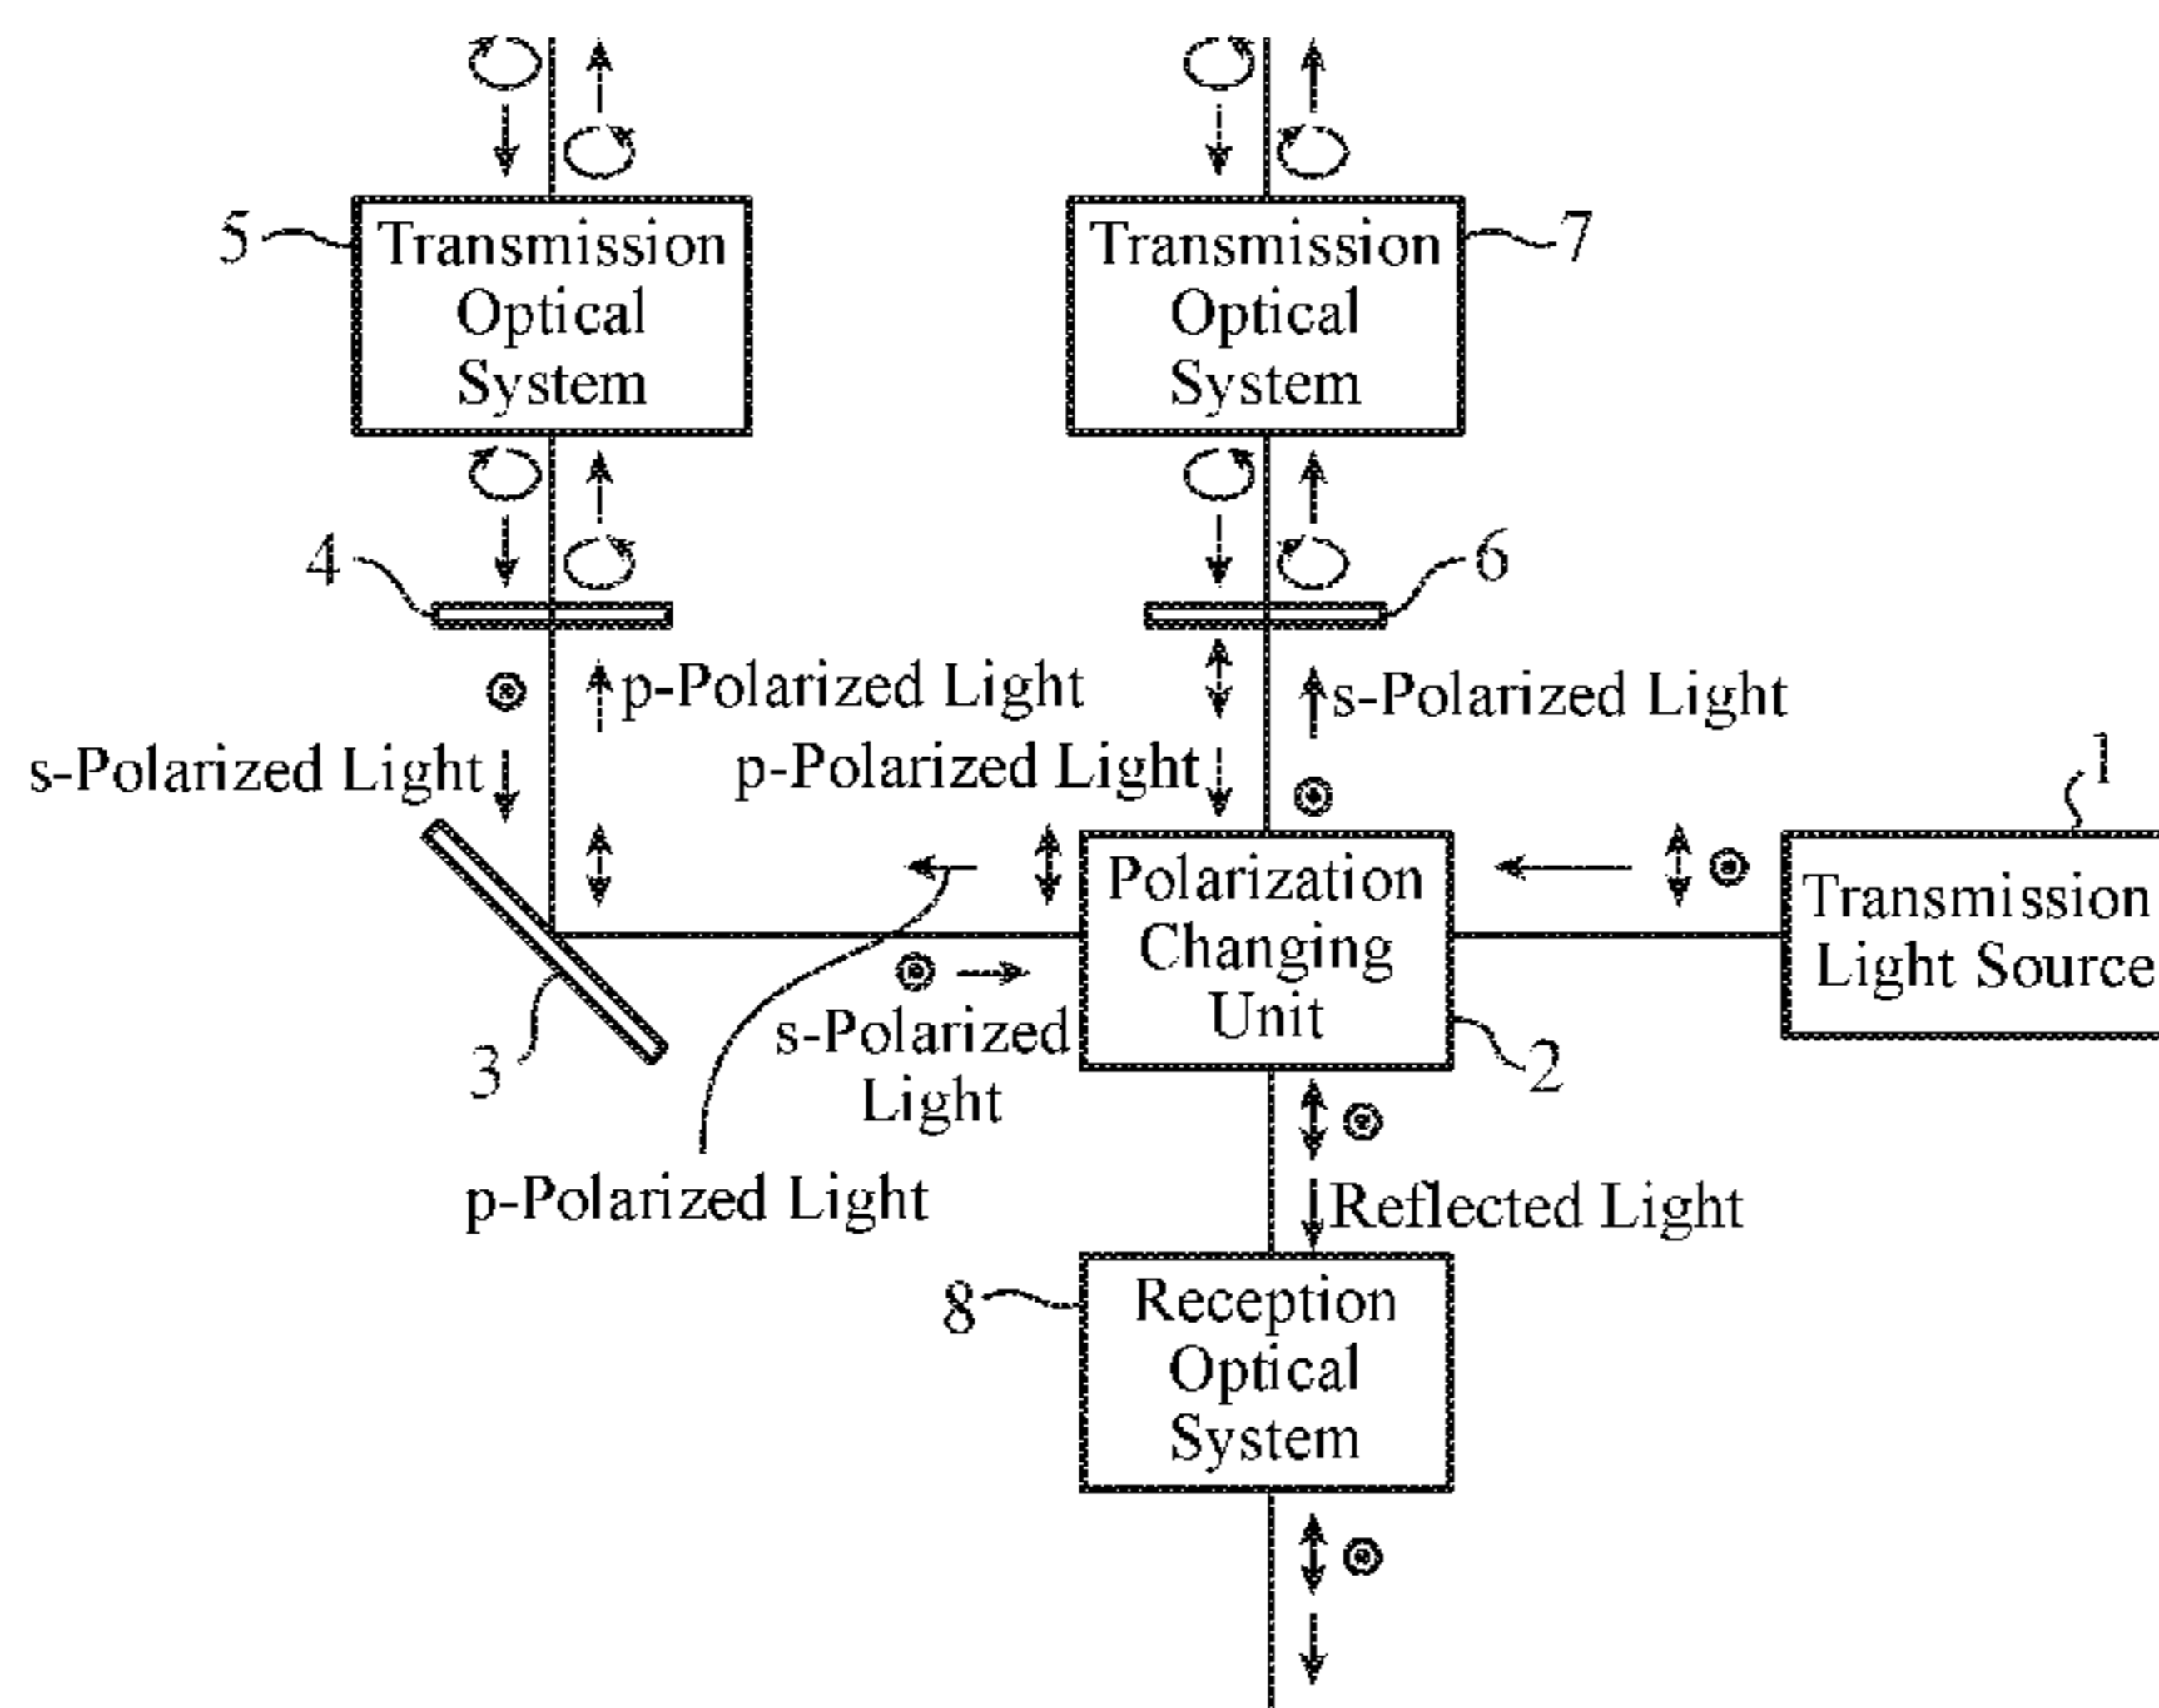 5
Transmission
Optical
System
Transmission
Optical
System
7
4
6
p-Polarized Light
s-Polarized Light
s-Polarized Light
p-Polarized Light
1
Polarization
Changing
Unit
Transmission
Light Source
3
s-Polarized
Light
2
p-Polarized Light
Reflected Light
8
Reception
Optical
System